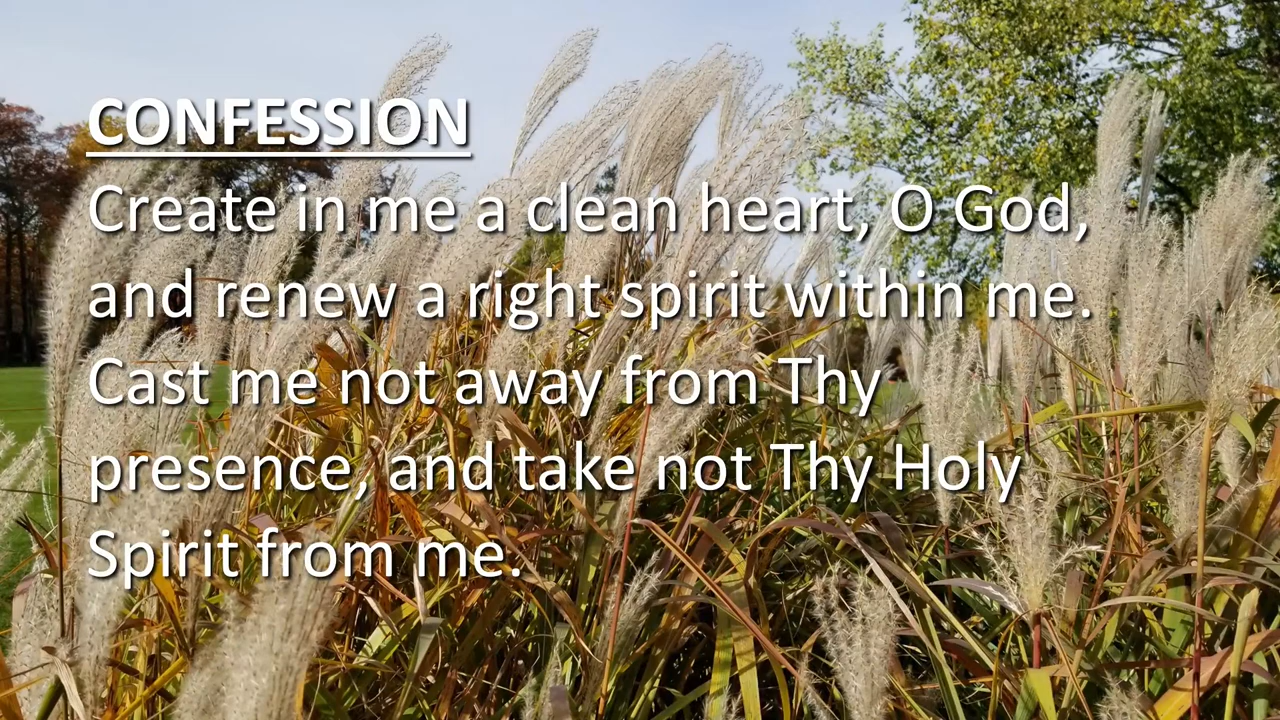 CONFESSION
Create in me a clean heart, O God,
and renew a right spirit within me.
Cast me not away from Thy
presence, and take not Thy Holy
Spirit from me.